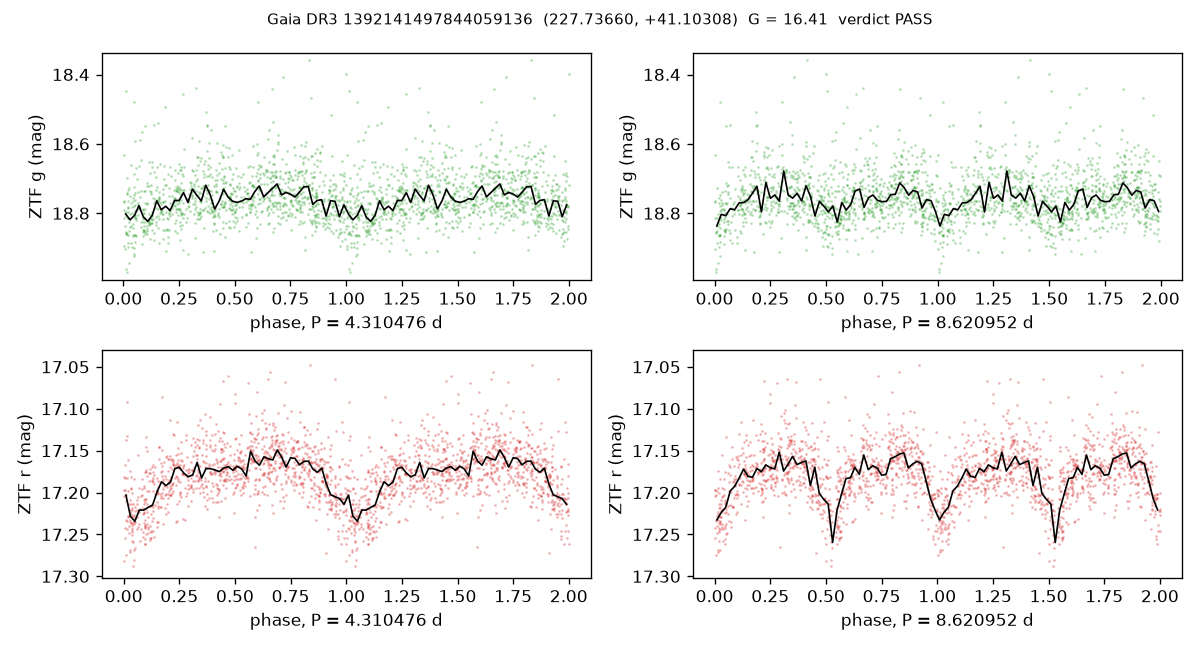 Gaia DR3 1392141497844059136 (227.73660, +41.10308) G = 16.41 verdict PASS
ZTF g (mag)
18.4
18.6
18.8
0.00 0.25 0.50 0.75 1.00 1.25 1.50 1.75 2.00
phase, P = 4.310476 d
ZTF g (mag)
18.4
18.6
18.8
0.00 0.25 0.50 0.75 1.00 1.25 1.50 1.75 2.00
phase, P = 8.620952 d
ZTF r (mag)
17.05
17.10
17.15
17.20
17.25
17.30
0.00 0.25 0.50 0.75 1.00 1.25 1.50 1.75 2.00
phase, P = 4.310476 d
ZTF r (mag)
17.05
17.10
17.15
17.20
17.25
17.30
0.00 0.25 0.50 0.75 1.00 1.25 1.50 1.75 2.00
phase, P = 8.620952 d